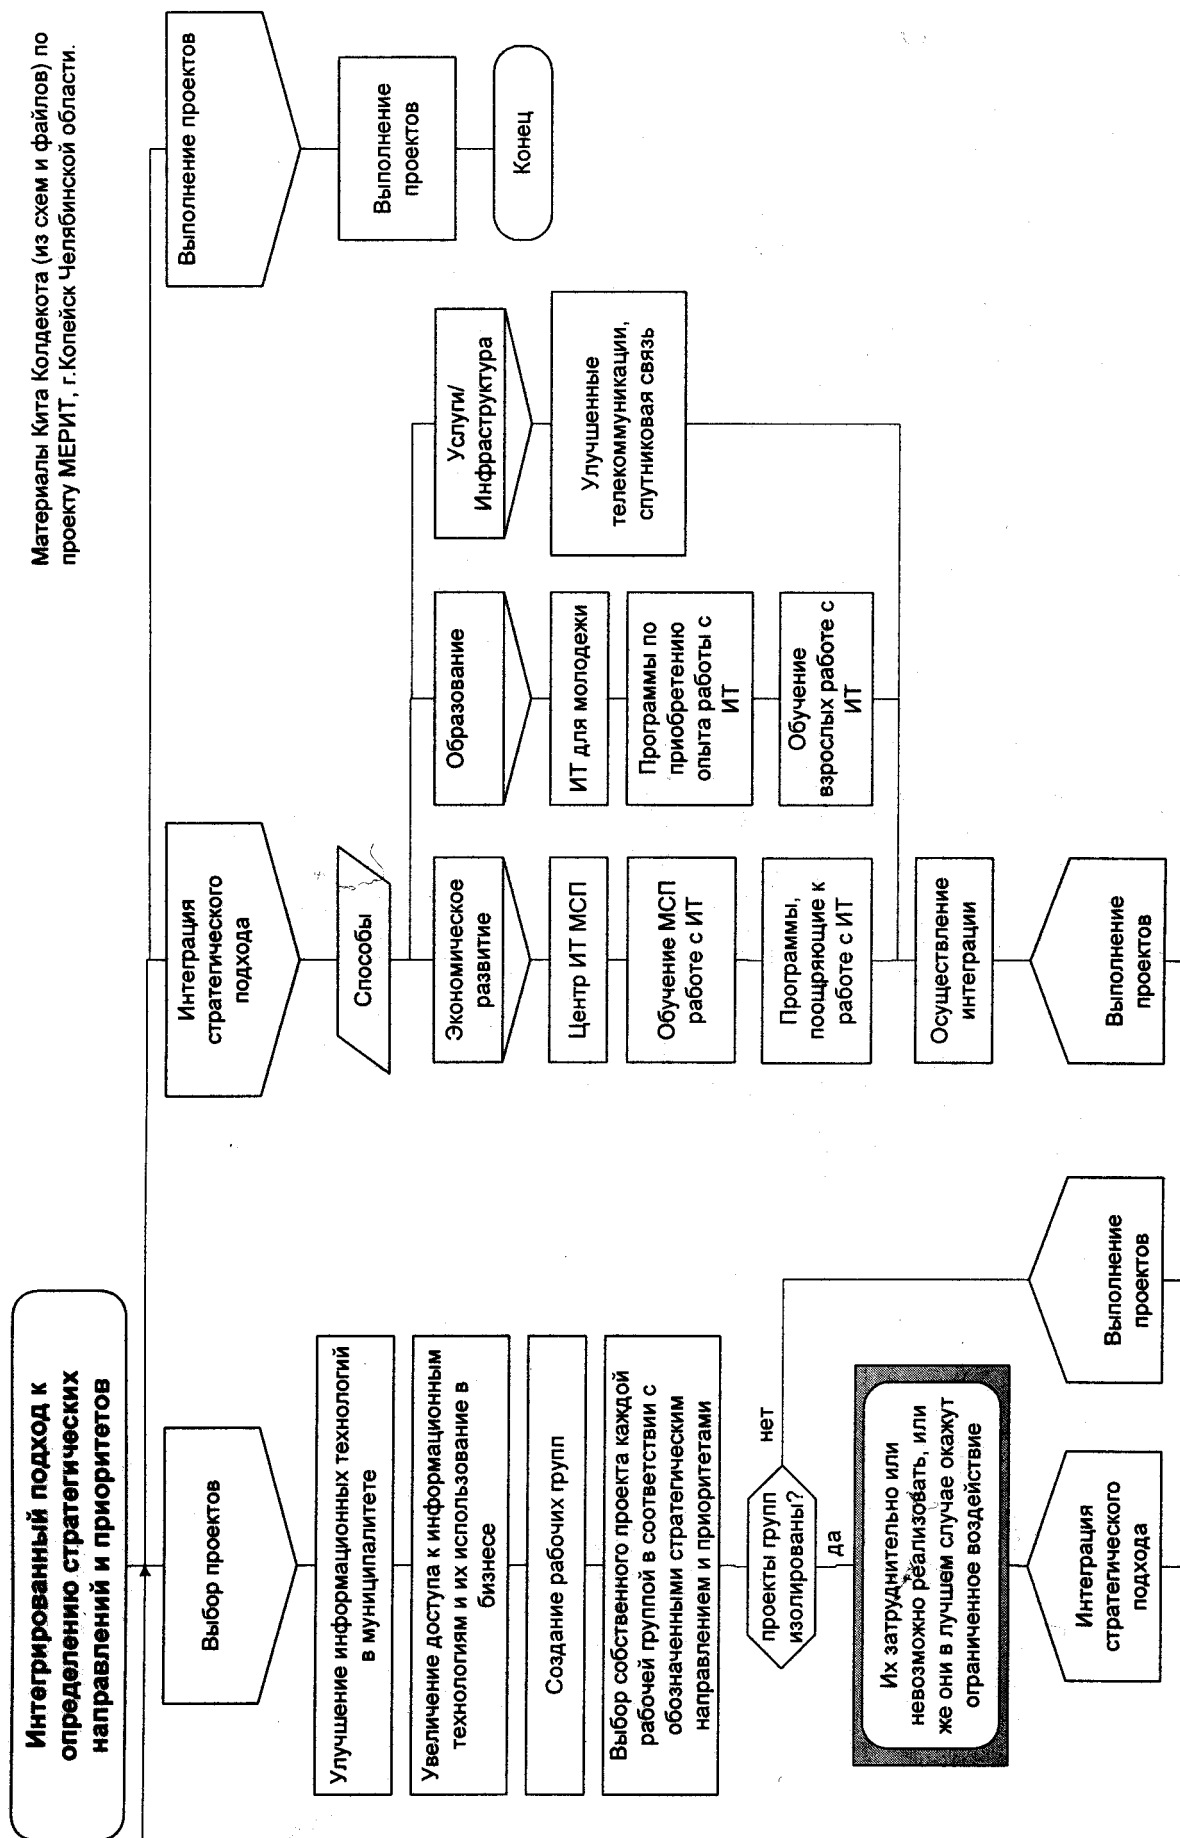 Материалы Кита Колдекота (из схем и файлов) по
проекту МЕРИТ, г.Копейск Челябинской области.
Интегрированный подход к
определению стратегических
направлений и приоритетов
Выбор проектов
Улучшение информационных технологий
в муниципалитете
Увеличение доступа к информационным
технологиям и их использование в
бизнесе
Создание рабочих групп
Выбор собственного проекта каждой
рабочей группой в соответствии с
обозначенными стратегическим
направлением и приоритетами
проекты групп
изолированы?
нет
да
Их затруднительно или
невозможно реализовать, или
же они в лучшем случае окажут
ограниченное воздействие
Интеграция
стратегического
подхода
Выполнение
проектов
Интеграция
стратегического
подхода
Способы
Экономическое
развитие
Центр ИТ МСП
Обучение МСП
работе с ИТ
Программы,
поощряющие к
работе с ИТ
Образование
ИТ для молодежи
Программы по
приобретению
опыта работы с
ИТ
Обучение
взрослых работе с
ИТ
Услуги/
Инфраструктура
Улучшенные
телекоммуникации,
спутниковая связь
Осуществление
интеграции
Выполнение
проектов
Выполнение проектов
Выполнение
проектов
Конец